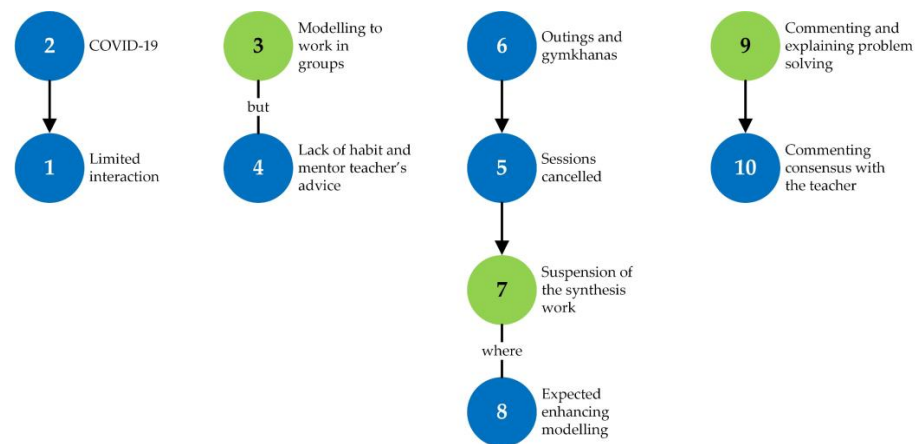 2
COVID-19
1
Limited
interaction
3
Modelling to
work in
groups
but
4
Lack of habit and
mentor teacher's
advice
6
Outings and
gymkhanas
5
Sessions
cancelled
7
Suspension of
the synthesis
work
where
8
Expected
enhancing
modelling
9
Commenting and
explaining problem
solving
10
Commenting
consensus with
the teacher